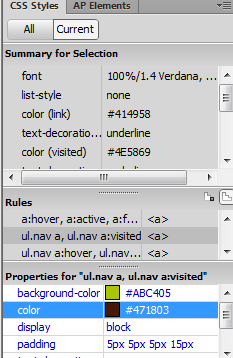 CSS Styles AP Elements
All Current
Summary for Selection
font 100%/1.4 Verdana, ...
list-style none
color (link) #414958
text-decoratio... underline
color (visited) #4E5869
Rules
a:hover, a:active, a:f... <a>
ul.nav a, ul.nav a:visited <a>
ul.nav a:hover, ul.nav... <a>
Properties for "ul.nav a, ul.nav a:visited"
background-color #ABC405
color #471803
display block
padding 5px 5px 5px 15px